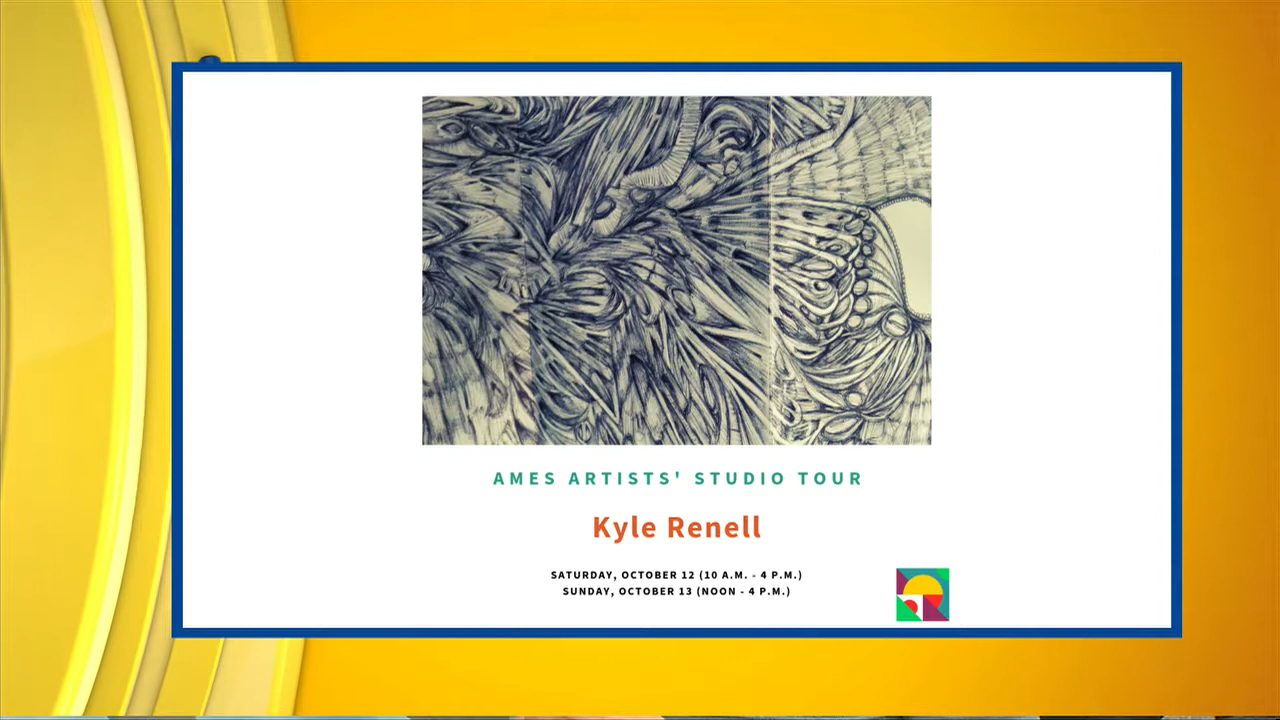 AMES ARTISTS' STUDIO TOUR
Kyle Renell
SATURDAY, OCTOBER 12 (10 A.M. - 4 P.M.)
SUNDAY, OCTOBER 13 (NOON - 4 P.M.)